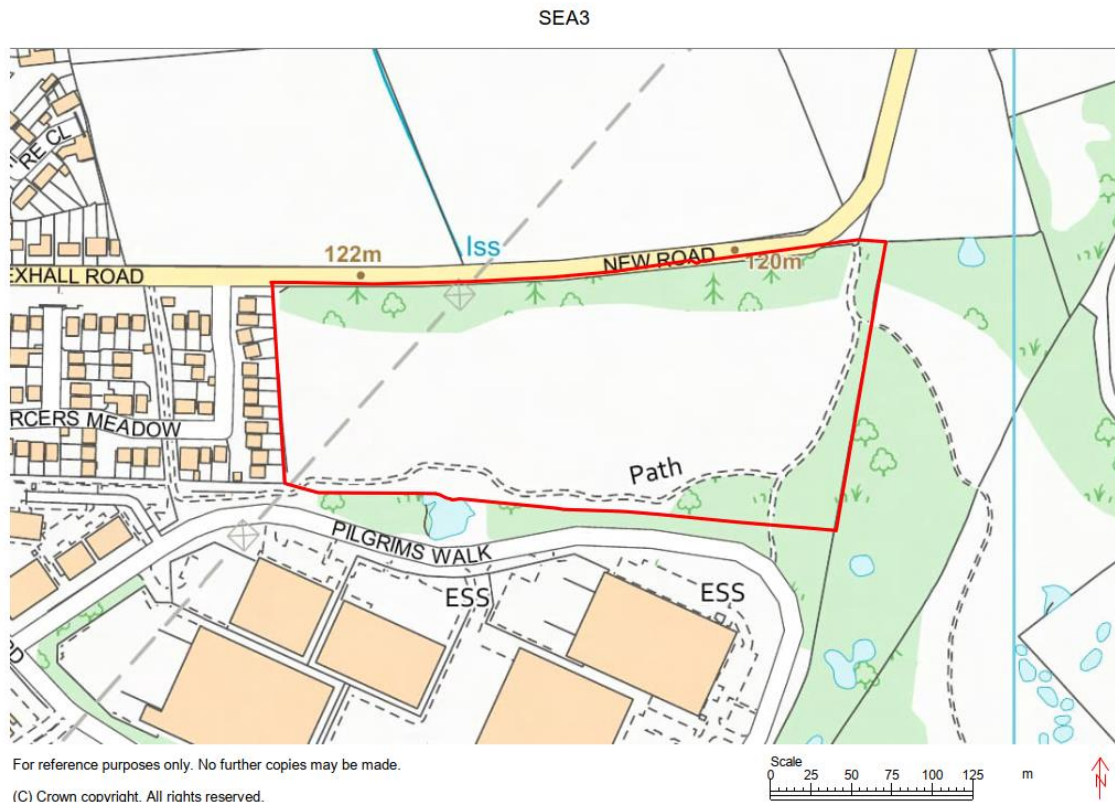 SEA3
RE CL
Iss
122m
NEW ROAD
120m
EXHALL ROAD
RCERS MEADOW
Path
PILGRIMS WALK
ESS
ESS
RD
For reference purposes only. No further copies may be made.
(C) Crown copyright. All rights reserved.
Scale
0 25 50 75 100 125 m
N